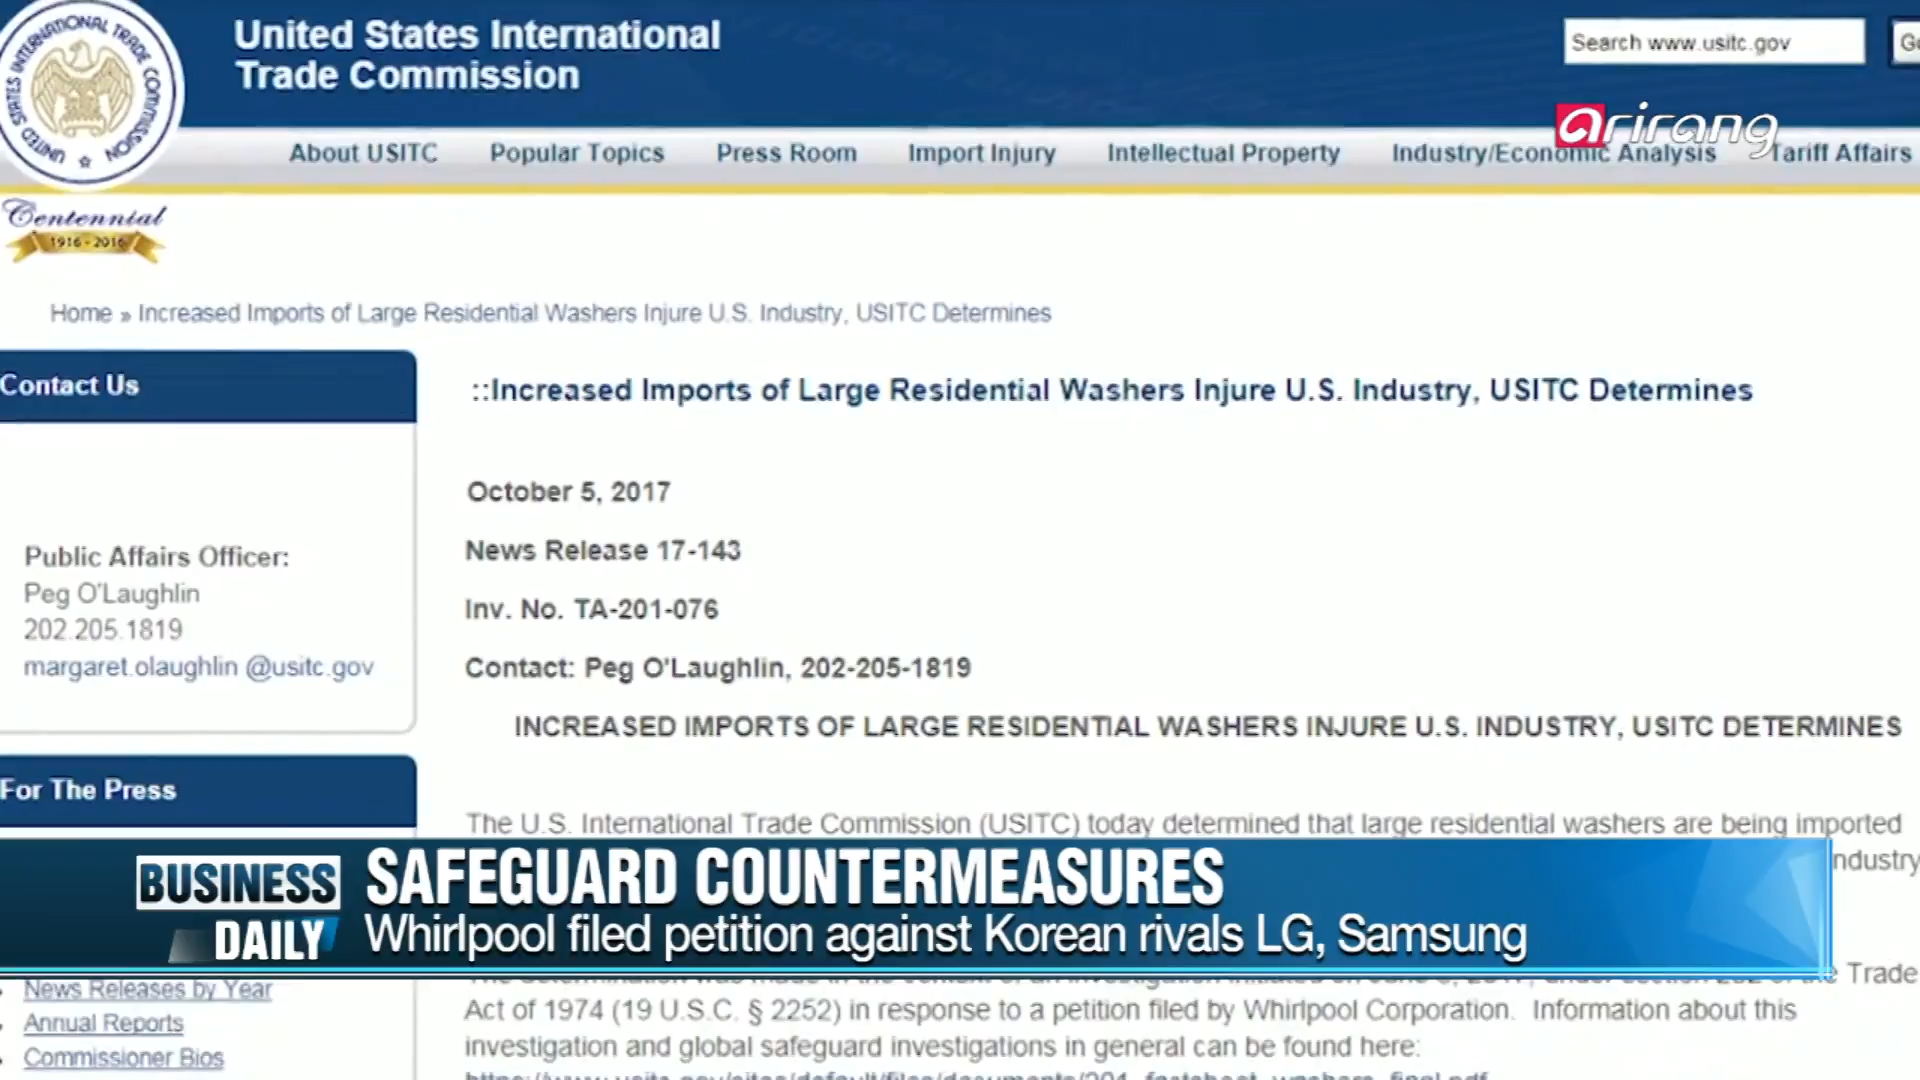 United States International
Trade Commission
Search www.usitc.gov
UNITED STATES INTERNATIONAL TRADE COMMISSION
arirang
About USITC Popular Topics Press Room Import Injury Intellectual Property Industry/Economic Analysis Tariff Affairs
Centennial
1916 - 2016
Home » Increased Imports of Large Residential Washers Injure U.S. Industry, USITC Determines
Contact Us
Public Affairs Officer:
Peg O'Laughlin
202.205.1819
margaret.olaughlin @usitc.gov
For The Press
::Increased Imports of Large Residential Washers Injure U.S. Industry, USITC Determines
October 5, 2017
News Release 17-143
Inv. No. TA-201-076
Contact: Peg O'Laughlin, 202-205-1819
INCREASED IMPORTS OF LARGE RESIDENTIAL WASHERS INJURE U.S. INDUSTRY, USITC DETERMINES
The U.S. International Trade Commission (USITC) today determined that large residential washers are being imported
BUSINESS
DAILY
SAFEGUARD COUNTERMEASURES
Whirlpool filed petition against Korean rivals LG, Samsung
News Releases by Year
Annual Reports
Commissioner Bios
Trade
Act of 1974 (19 U.S.C. § 2252) in response to a petition filed by Whirlpool Corporation. Information about this
investigation and global safeguard investigations in general can be found here: